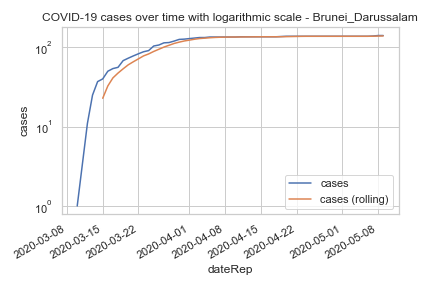 COVID-19 cases over time with logarithmic scale - Brunei_Darussalam
cases
10²
10¹
10⁰
cases
cases (rolling)
2020-03-08
2020-03-15
2020-03-22
2020-04-01
2020-04-08
2020-04-15
2020-04-22
2020-05-01
2020-05-08
dateRep